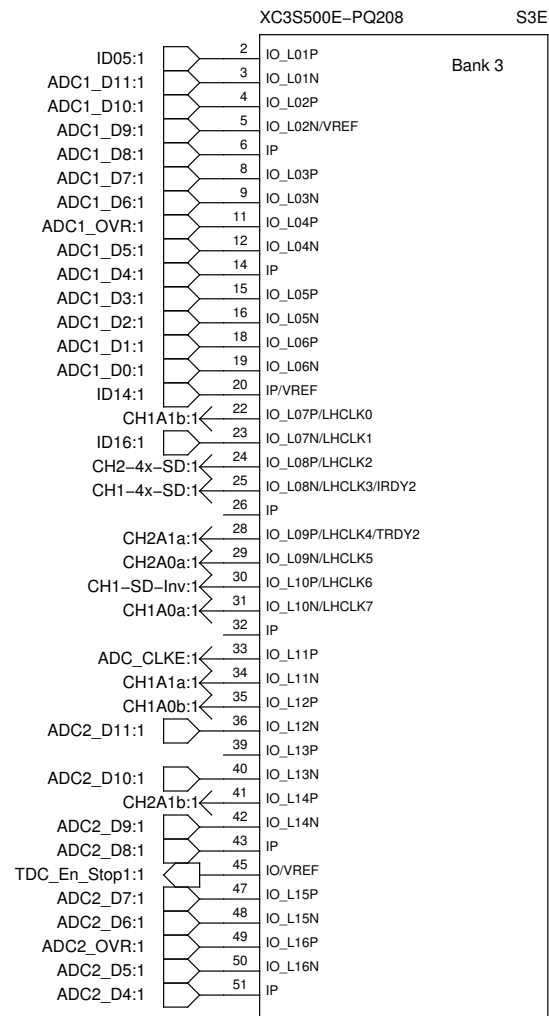 XC3S500E−PQ208 S3E
Bank 3
ID05:1 2 IO_L01P
ADC1_D11:1 3 IO_L01N
ADC1_D10:1 4 IO_L02P
ADC1_D9:1 5 IO_L02N/VREF
ADC1_D8:1 6 IP
ADC1_D7:1 8 IO_L03P
ADC1_D6:1 9 IO_L03N
ADC1_OVR:1 11 IO_L04P
ADC1_D5:1 12 IO_L04N
ADC1_D4:1 14 IP
ADC1_D3:1 15 IO_L05P
ADC1_D2:1 16 IO_L05N
ADC1_D1:1 18 IO_L06P
ADC1_D0:1 19 IO_L06N
ID14:1 20 IP/VREF
CH1A1b:1 22 IO_L07P/LHCLK0
ID16:1 23 IO_L07N/LHCLK1
CH2−4x−SD:1 24 IO_L08P/LHCLK2
CH1−4x−SD:1 25 IO_L08N/LHCLK3/IRDY2
26 IP
CH2A1a:1 28 IO_L09P/LHCLK4/TRDY2
CH2A0a:1 29 IO_L09N/LHCLK5
CH1−SD−Inv:1 30 IO_L10P/LHCLK6
CH1A0a:1 31 IO_L10N/LHCLK7
32 IP
ADC_CLKE:1 33 IO_L11P
CH1A1a:1 34 IO_L11N
CH1A0b:1 35 IO_L12P
ADC2_D11:1 36 IO_L12N
39 IO_L13P
ADC2_D10:1 40 IO_L13N
CH2A1b:1 41 IO_L14P
ADC2_D9:1 42 IO_L14N
ADC2_D8:1 43 IP
TDC_En_Stop1:1 45 IO/VREF
ADC2_D7:1 47 IO_L15P
ADC2_D6:1 48 IO_L15N
ADC2_OVR:1 49 IO_L16P
ADC2_D5:1 50 IO_L16N
ADC2_D4:1 51 IP